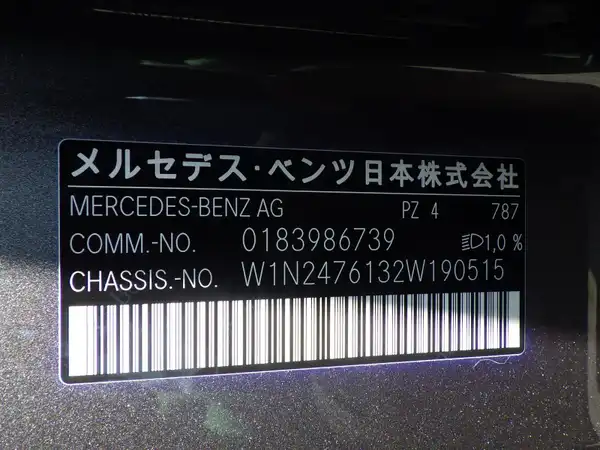 メルセデス・ベンツ日本株式会社
MERCEDES-BENZ AG PZ 4 787
COMM.-NO. 0183986739 1,0 %
CHASSIS.-NO. W1N2476132W190515